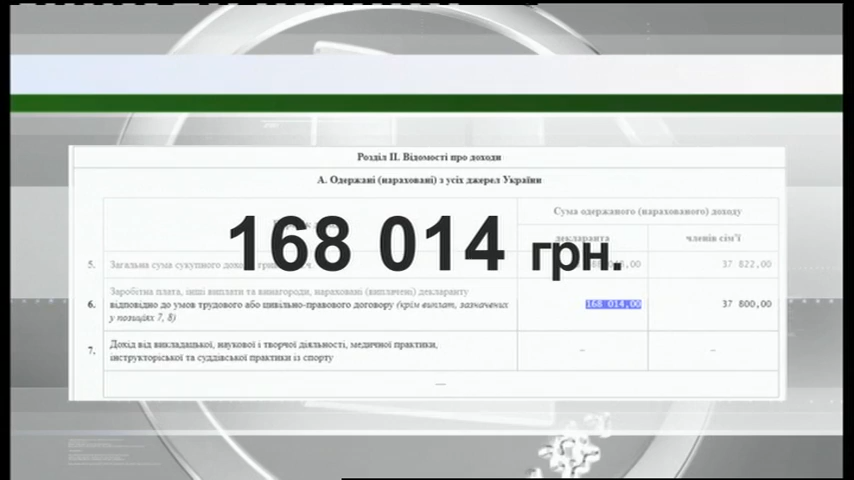 Розділ II. Відомості про доходи
А. Одержані (нараховані) з усіх джерел України
Сума одержаного (нарахованого) доходу
декларанта
членів сім'ї
168 014 грн.
5. Загальна сума сукупного доходу, 37 822,00
Заробітна плата, інші виплати та винагороди, нараховані (виплачені) декларанту
6. відповідно до умов трудового або цивільно-правового договору (крім виплат, зазначених 168 014,00 37 800,00
у позиціях 7, 8)
7. Дохід від викладацької, наукової і творчої діяльності, медичної практики, – –
інструкторської та суддівської практики із спорту
—